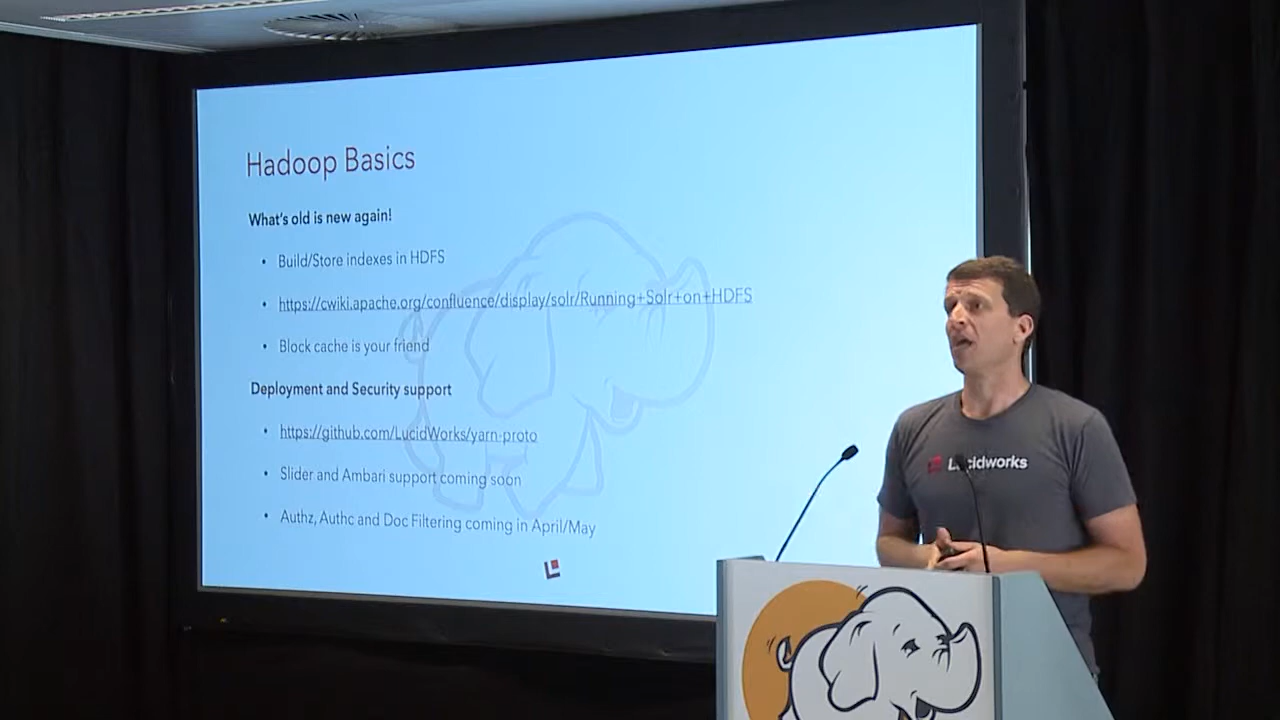 Hadoop Basics
What's old is new again!
• Build/Store indexes in HDFS
• https://cwiki.apache.org/confluence/display/solr/Running+Solr+on+HDFS
• Block cache is your friend
Deployment and Security support
• https://github.com/LucidWorks/yarn-proto
• Slider and Ambari support coming soon
• Authz, Authc and Doc Filtering coming in April/May
Lucidworks